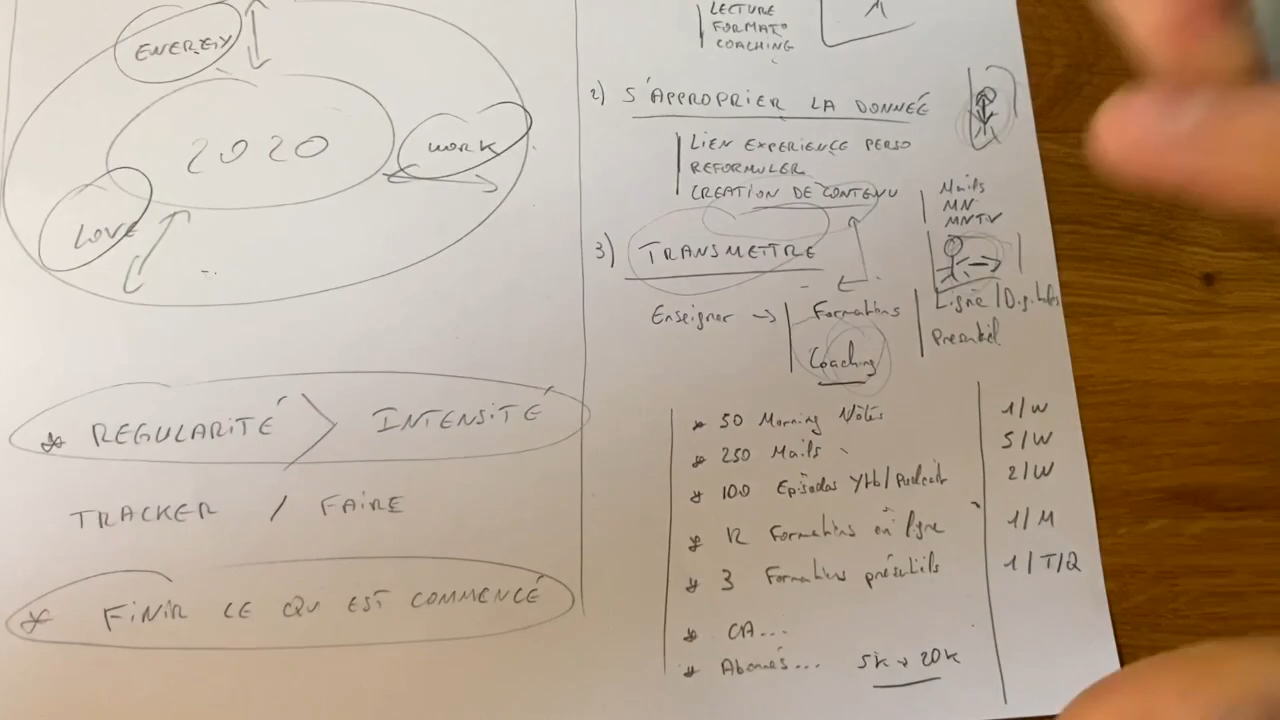 ENERGY
2020
WORK
LOVE
* REGULARITÉ > INTENSITÉ
TRACKER / FAIRE
* FINIR CE QUI EST COMMENCÉ
LECTURE
FORMAT°
COACHING
2) S'APPROPRIER LA DONNÉE
LIEN EXPERIENCE PERSO
REFORMULER
CREATION DE CONTENU
Mails
MN
MNTV
3) TRANSMETTRE
Enseigner → Formations
Coaching
Ligne / Digitales
Présentiel
* 50 Morning Notes 1/W
* 250 Mails 5/W
* 100 Episodes Ytb/Podcast 2/W
* 12 Formations en ligne 1/M
* 3 Formations présentiels 1/T/Q
* CA...
* Abonnés... 5k → 20k